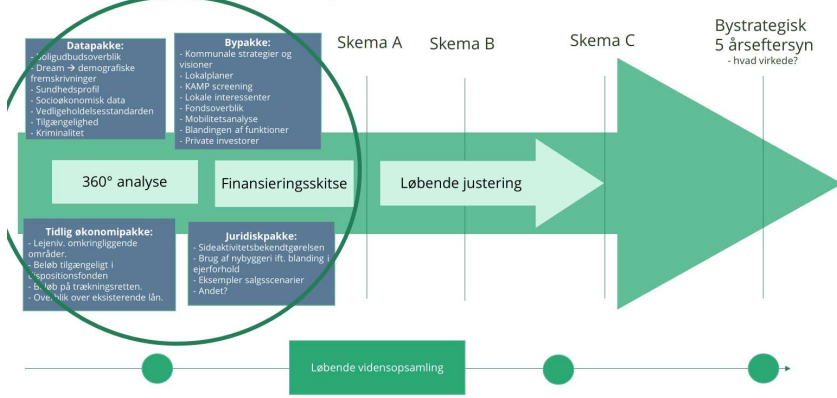 Datapakke:
- Boligudbudsoverblik
- Dream → demografiske
fremskrivninger
- Sundhedsprofil
- Socioøkonomisk data
- Vedligeholdelsesstandarden
- Tilgængelighed
- Kriminalitet
Bypakke:
- Kommunale strategier og
visioner
- Lokalplaner
- KAMP screening
- Lokale interessenter
- Fondsoverblik
- Mobilitetsanalyse
- Blandingen af funktioner
- Private investorer
Skema A
Skema B
Skema C
Bystrategisk
5 årseftersyn
- hvad virkede?
360° analyse
Finansieringsskitse
Løbende justering
Tidlig økonomipakke:
- Lejeniv. omkringliggende
områder.
- Beløb tilgængeligt i
dispositionsfonden
- Beløb på trækningsretten.
- Overblik over eksisterende lån.
Juridiskpakke:
- Sideaktivitetsbekendtgørelsen
- Brug af nybyggeri ift. blanding i
ejerforhold
- Eksempler salgsscenarier
- Andet?
Løbende vidensopsamling